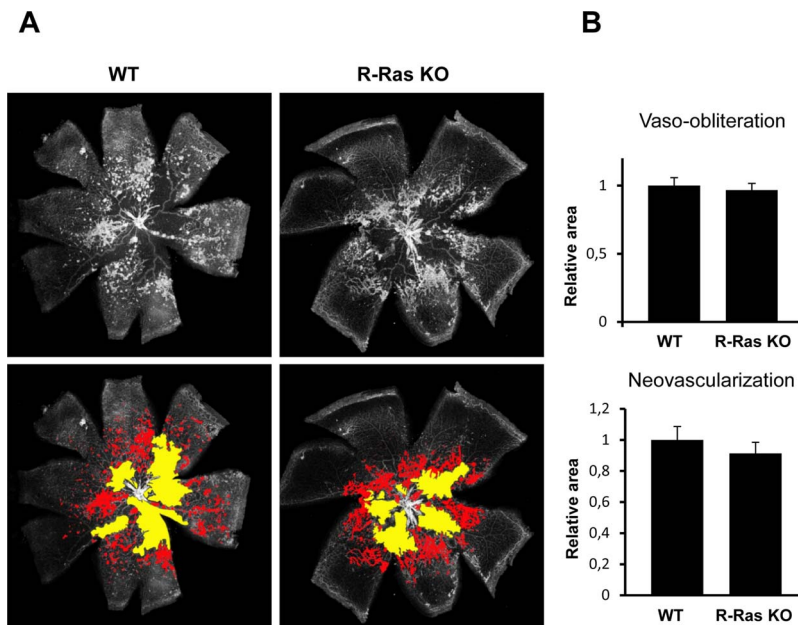 A
B
WT
R-Ras KO
Vaso-obliteration
Relative area
1
0,5
0
WT
R-Ras KO
Neovascularization
Relative area
1,2
1
0,8
0,6
0,4
0,2
0
WT
R-Ras KO